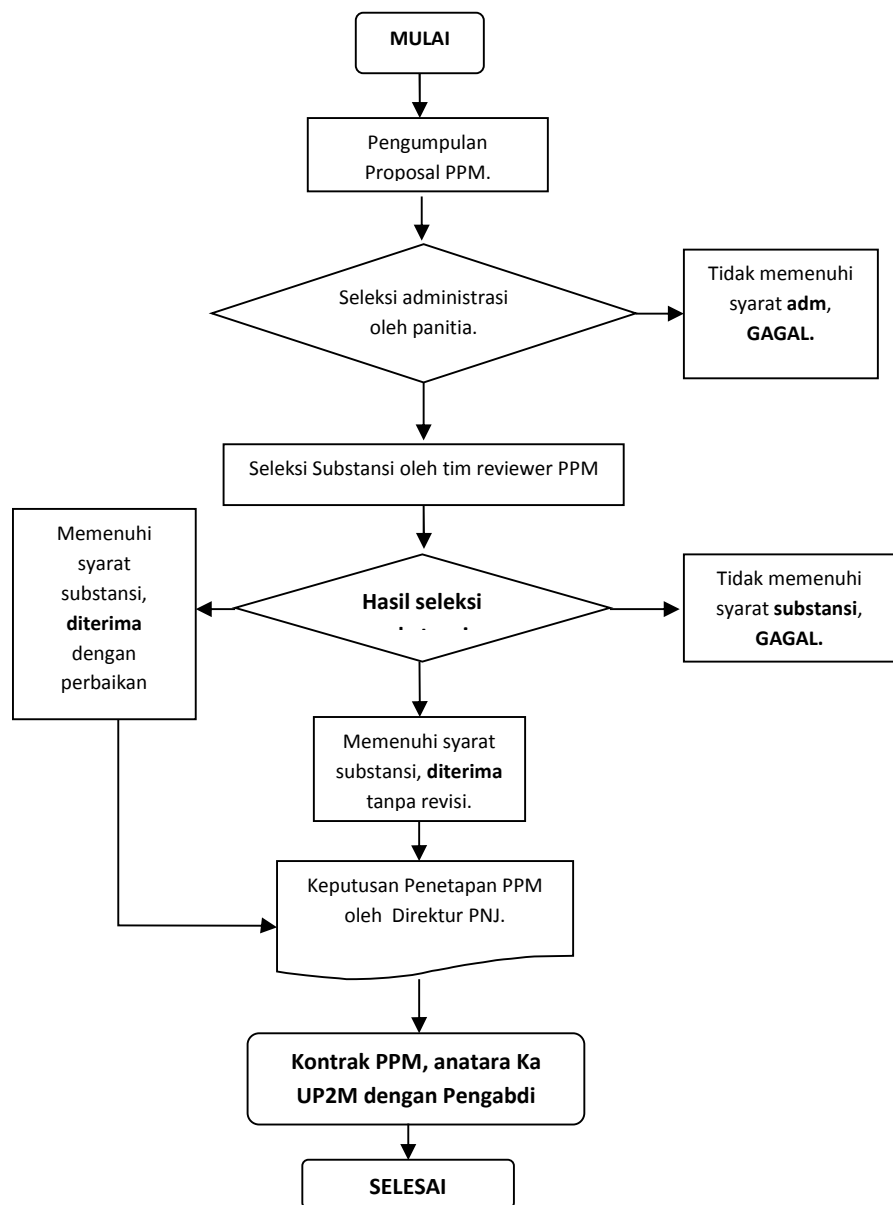 MULAI
Pengumpulan
Proposal PPM.
Seleksi administrasi
oleh panitia.
Tidak memenuhi
syarat adm,
GAGAL.
Seleksi Substansi oleh tim reviewer PPM
Memenuhi
syarat
substansi,
diterima
dengan
perbaikan
Hasil seleksi
Tidak memenuhi
syarat substansi,
GAGAL.
Memenuhi syarat
substansi, diterima
tanpa revisi.
Keputusan Penetapan PPM
oleh Direktur PNJ.
Kontrak PPM, anatara Ka
UP2M dengan Pengabdi
SELESAI